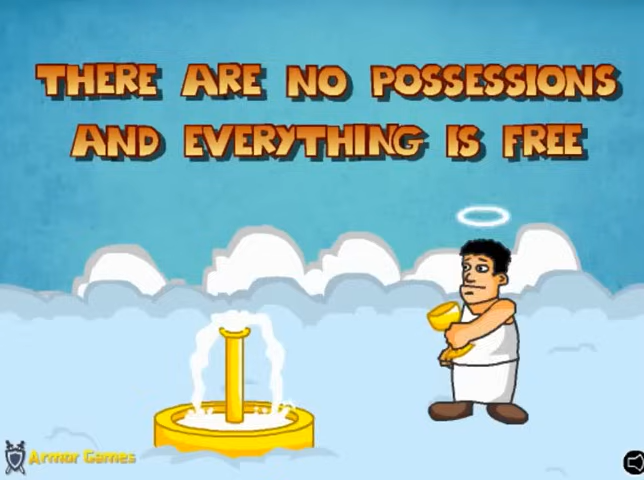 THERE ARE NO POSSESSIONS
AND EVERYTHING IS FREE
Armor Games